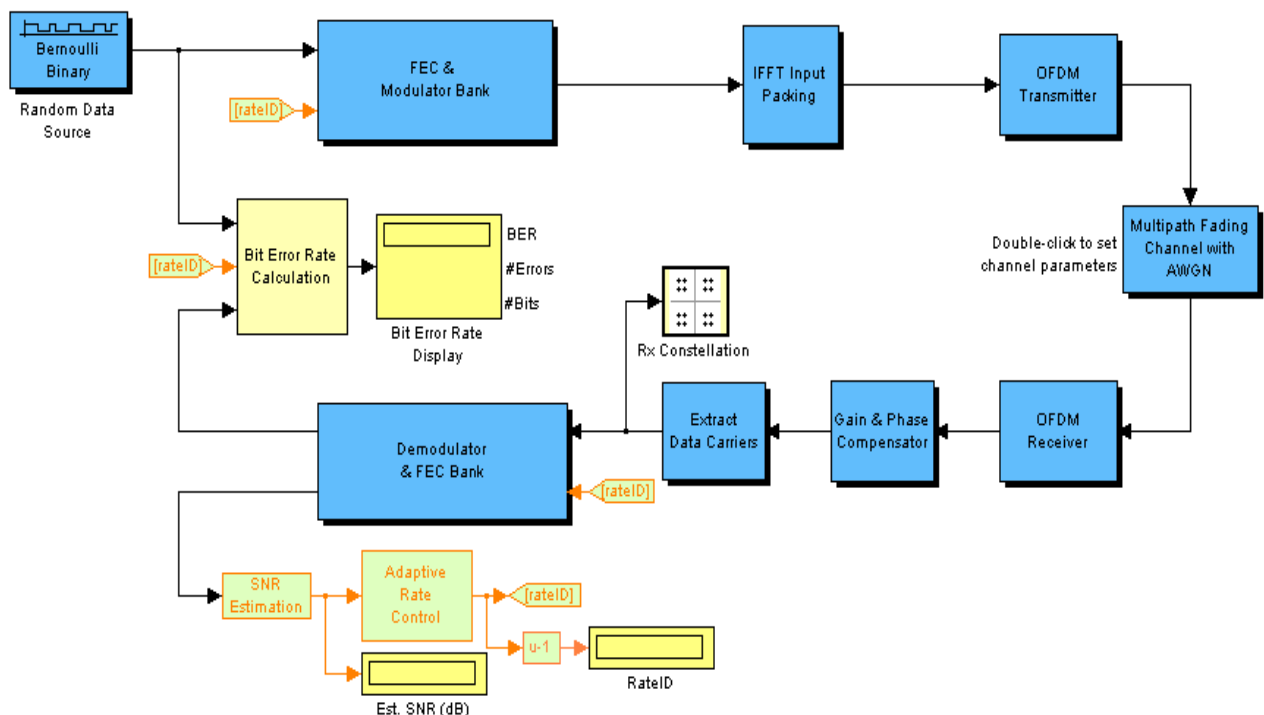 Bernoulli
Binary
Random Data
Source
FEC &
Modulator Bank
[rateID]
IFFT Input
Packing
OFDM
Transmitter
Multipath Fading
Channel with
AWGN
Double-click to set
channel parameters
Bit Error Rate
Calculation
[rateID]
BER
#Errors
#Bits
Bit Error Rate
Display
Rx Constellation
Demodulator
& FEC Bank
[rateID]
Extract
Data Carriers
Gain & Phase
Compensator
OFDM
Receiver
SNR
Estimation
Adaptive
Rate
Control
[rateID]
u-1
RateID
Est. SNR (dB)